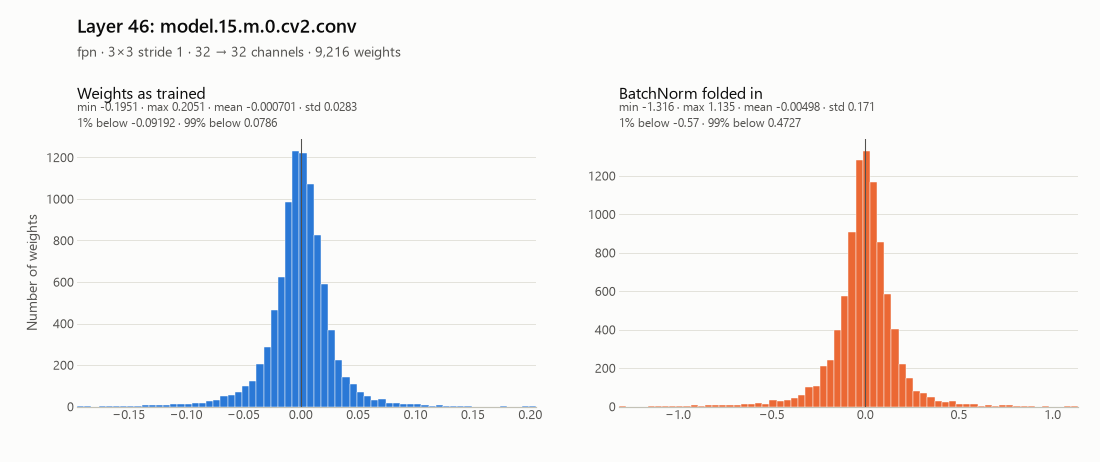 Layer 46: model.15.m.0.cv2.conv
fpn · 3×3 stride 1 · 32 → 32 channels · 9,216 weights
Weights as trained
min -0.1951 · max 0.2051 · mean -0.000701 · std 0.0283
1% below -0.09192 · 99% below 0.0786
Number of weights
1200
1000
800
600
400
200
0
−0.15 −0.10 −0.05 0.00 0.05 0.10 0.15 0.20
BatchNorm folded in
min -1.316 · max 1.135 · mean -0.00498 · std 0.171
1% below -0.57 · 99% below 0.4727
1200
1000
800
600
400
200
0
−1.0 −0.5 0.0 0.5 1.0